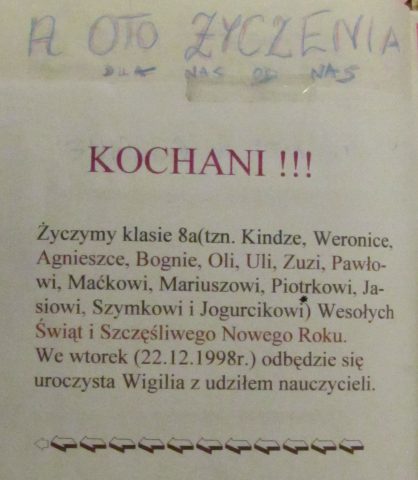 A OTO ŻYCZENIA
DLA NAS OD NAS
KOCHANI !!!
Życzymy klasie 8a(tzn. Kindze, Weronice,
Agnieszce, Bognie, Oli, Uli, Zuzi, Pawło-
wi, Maćkowi, Mariuszowi, Piotrkowi, Ja-
siowi, Szymkowi i Jogurcikowi) Wesołych
Świąt i Szczęśliwego Nowego Roku.
We wtorek (22.12.1998r.) odbędzie się
uroczysta Wigilia z udziłem nauczycieli.